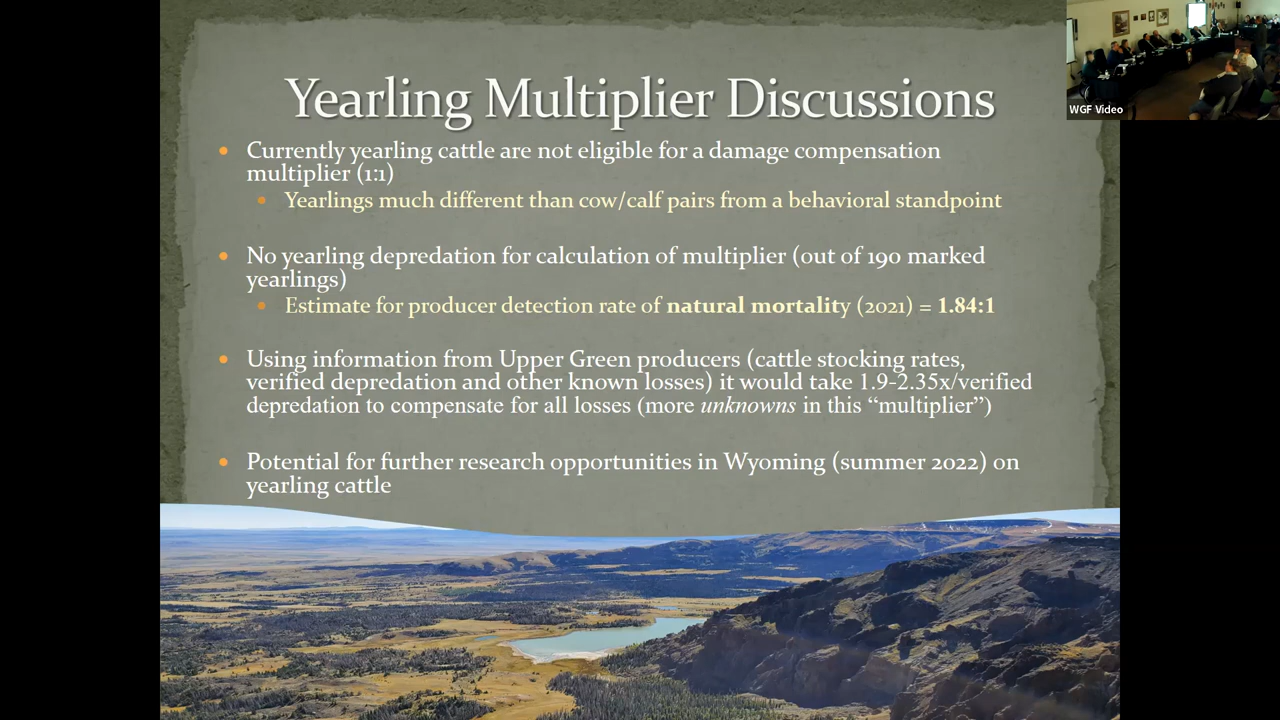 Yearling Multiplier Discussions
WGF Video
• Currently yearling cattle are not eligible for a damage compensation
multiplier (1:1)
• Yearlings much different than cow/calf pairs from a behavioral standpoint
• No yearling depredation for calculation of multiplier (out of 190 marked
yearlings)
• Estimate for producer detection rate of natural mortality (2021) = 1.84:1
• Using information from Upper Green producers (cattle stocking rates,
verified depredation and other known losses) it would take 1.9-2.35x/verified
depredation to compensate for all losses (more unknowns in this “multiplier”)
• Potential for further research opportunities in Wyoming (summer 2022) on
yearling cattle